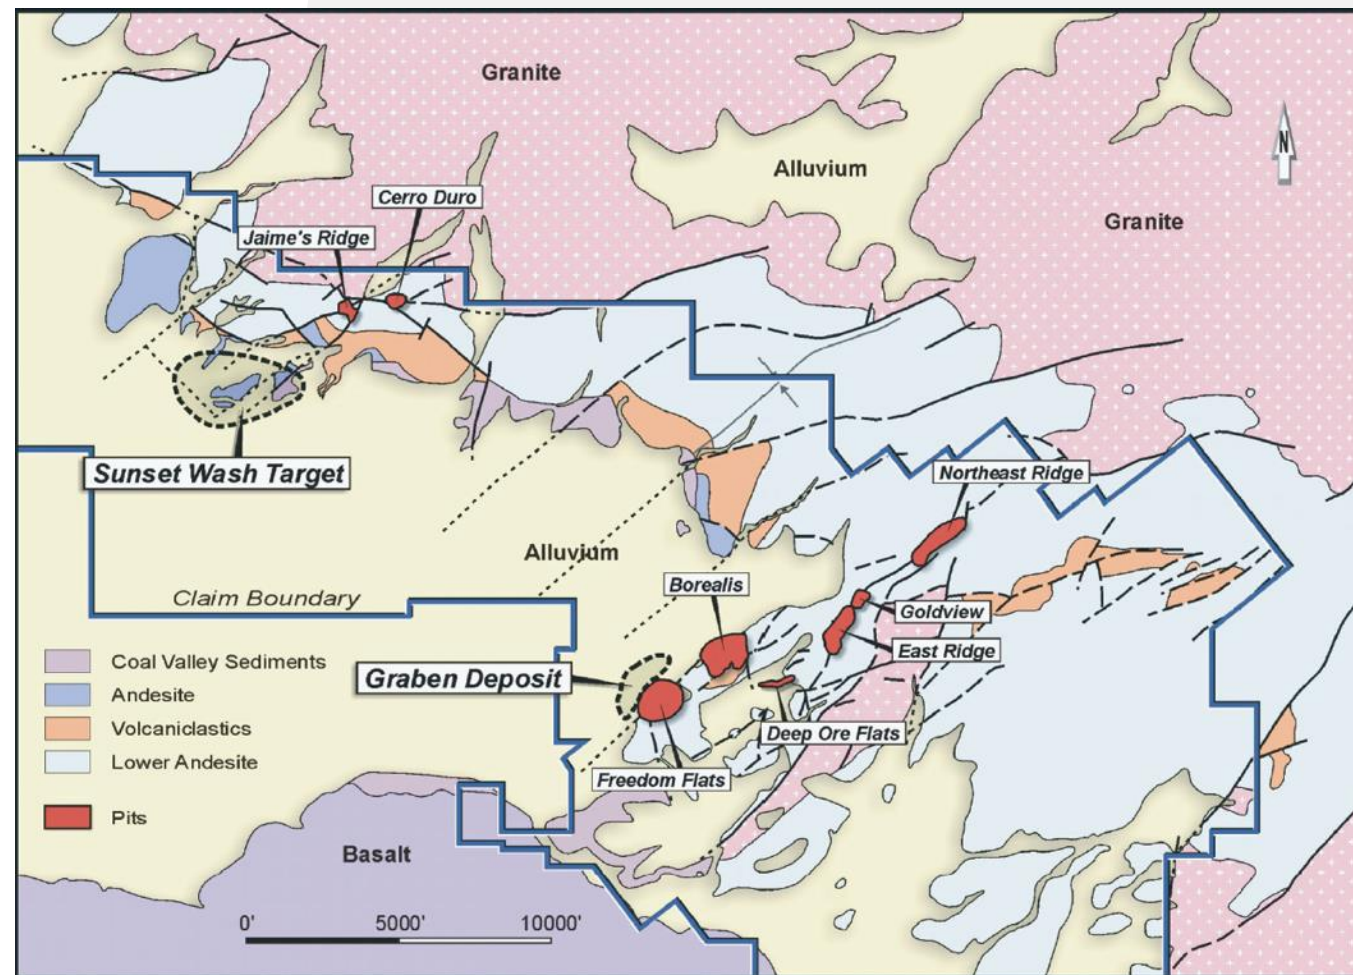 Granite
Alluvium
N
Granite
Cerro Duro
Jaime's Ridge
Sunset Wash Target
Northeast Ridge
Alluvium
Borealis
Claim Boundary
Goldview
East Ridge
Graben Deposit
Deep Ore Flats
Freedom Flats
Coal Valley Sediments
Andesite
Volcaniclastics
Lower Andesite
Pits
Basalt
0' 5000' 10000'